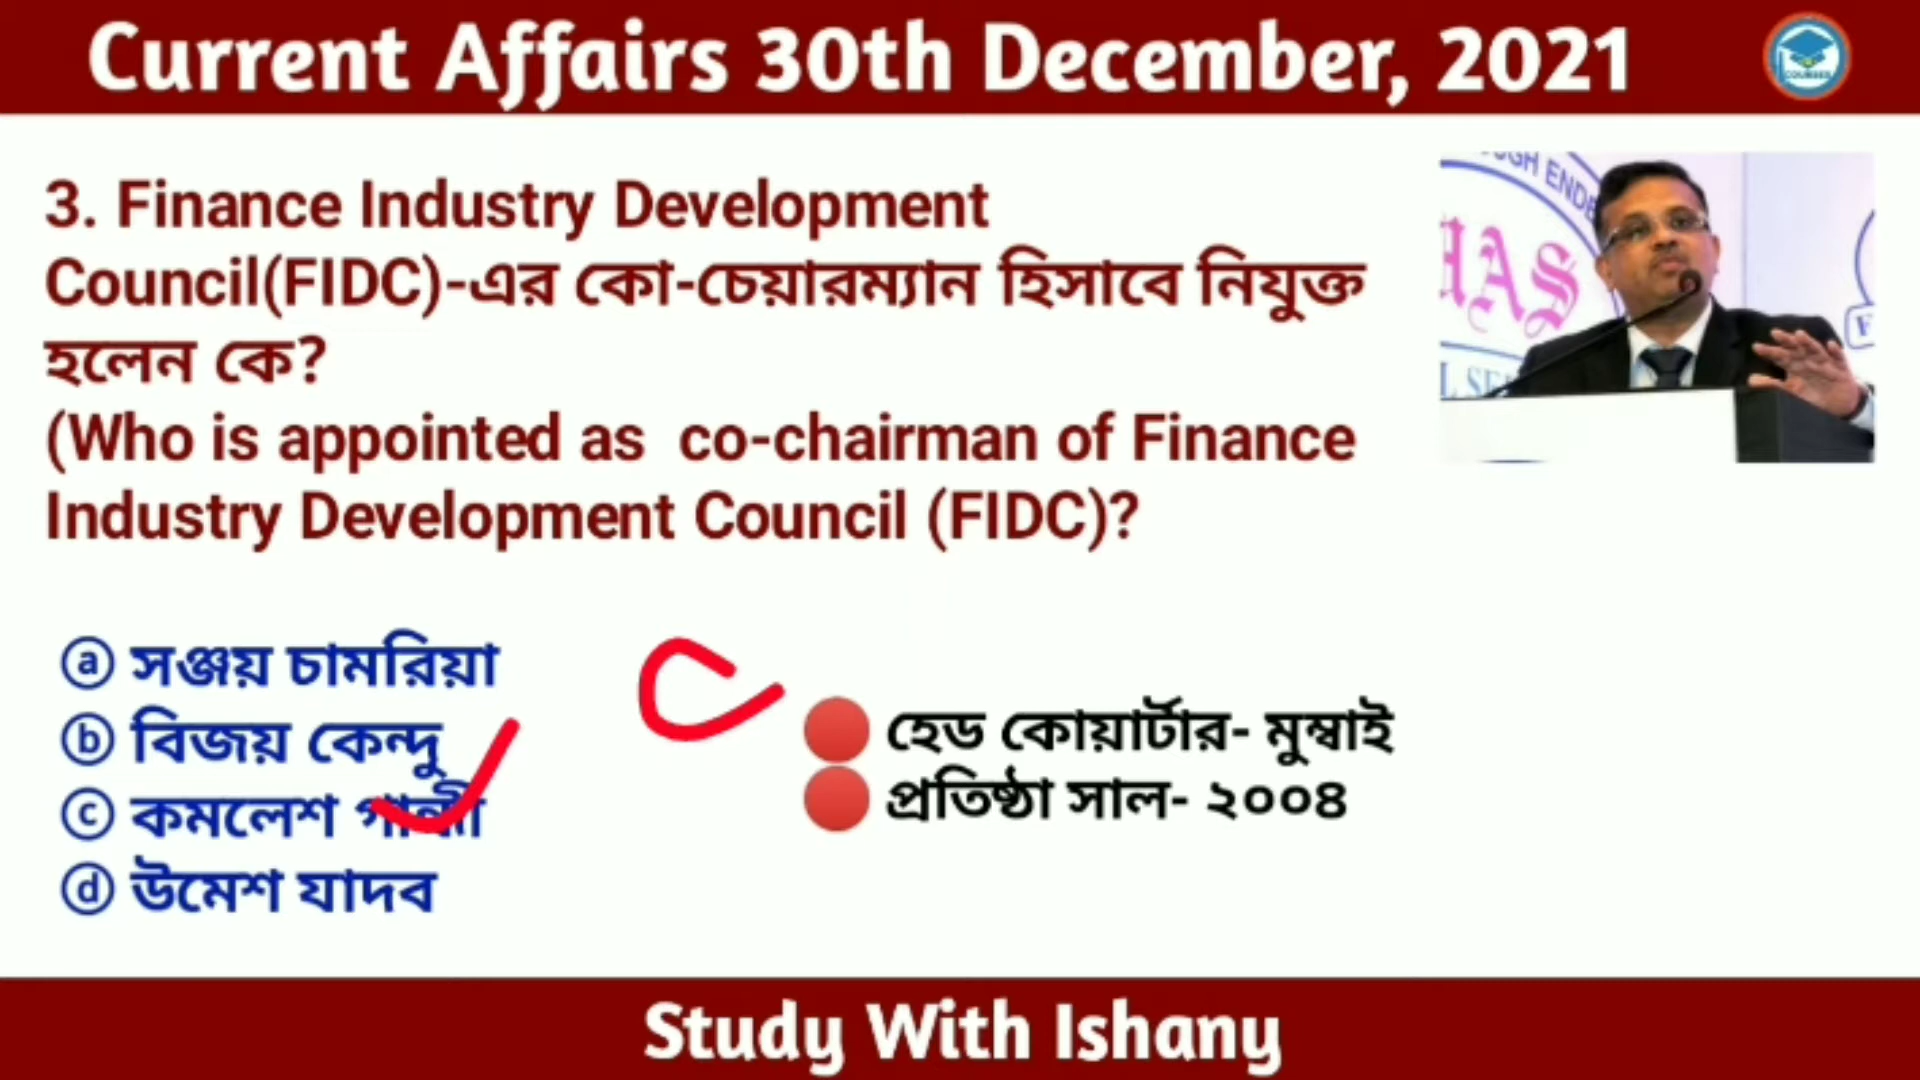 Current Affairs 30th December, 2021
COURSES
3. Finance Industry Development
Council(FIDC)-এর কো-চেয়ারম্যান হিসাবে নিযুক্ত
হলেন কে?
(Who is appointed as co-chairman of Finance
Industry Development Council (FIDC)?
ⓐ সঞ্জয় চামরিয়া
ⓑ বিজয় কেন্দু
ⓒ কমলেশ গান্ধী
ⓓ উমেশ যাদব
হেড কোয়ার্টার- মুম্বাই
প্রতিষ্ঠা সাল- ২০০৪
Study With Ishany